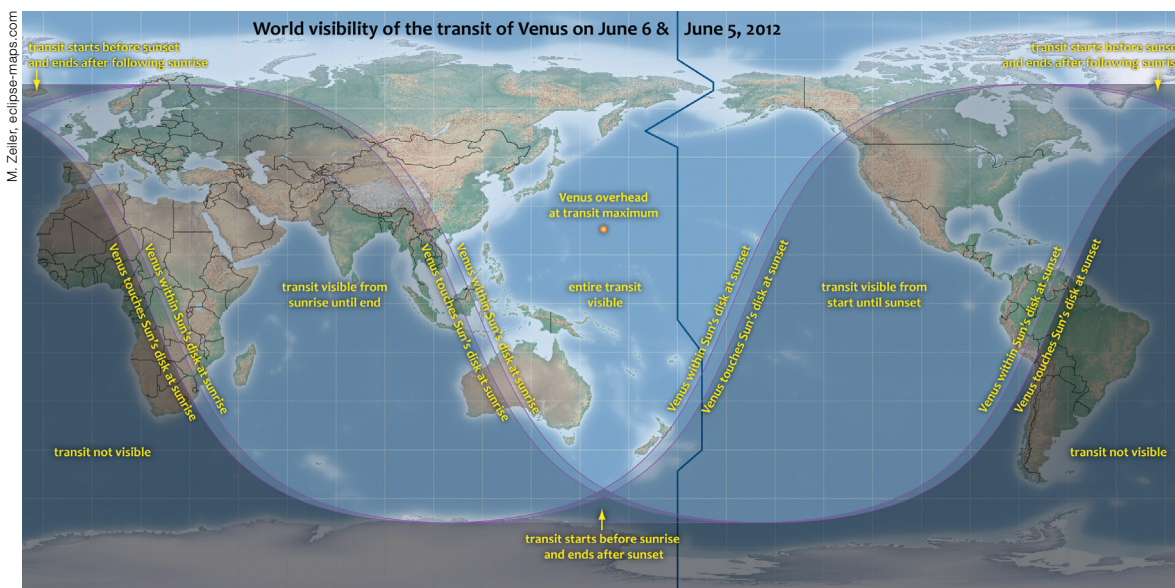 M. Zeiler, eclipse-maps.com
World visibility of the transit of Venus on June 6 & June 5, 2012
transit starts before sunset
and ends after following sunrise
transit starts before sunset
and ends after following sunrise
Venus overhead
at transit maximum
Venus touches Sun's disk at sunrise
Venus within Sun's disk at sunrise
transit visible from
sunrise until end
Venus touches Sun's disk at sunrise
Venus within Sun's disk at sunrise
entire transit
visible
Venus within Sun's disk at sunset
Venus touches Sun's disk at sunset
transit visible from
start until sunset
Venus within Sun's disk at sunset
Venus touches Sun's disk at sunset
transit not visible
transit not visible
transit starts before sunrise
and ends after sunset